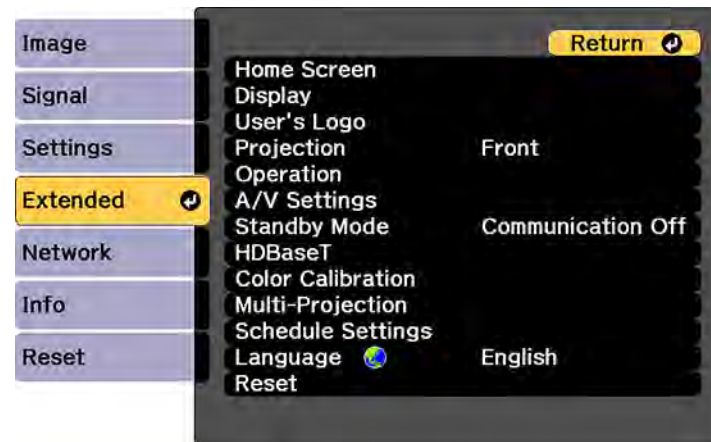 Image
Signal
Settings
Extended
Network
Info
Reset
Return
Home Screen
Display
User's Logo
Projection Front
Operation
A/V Settings
Standby Mode Communication Off
HDBaseT
Color Calibration
Multi-Projection
Schedule Settings
Language English
Reset